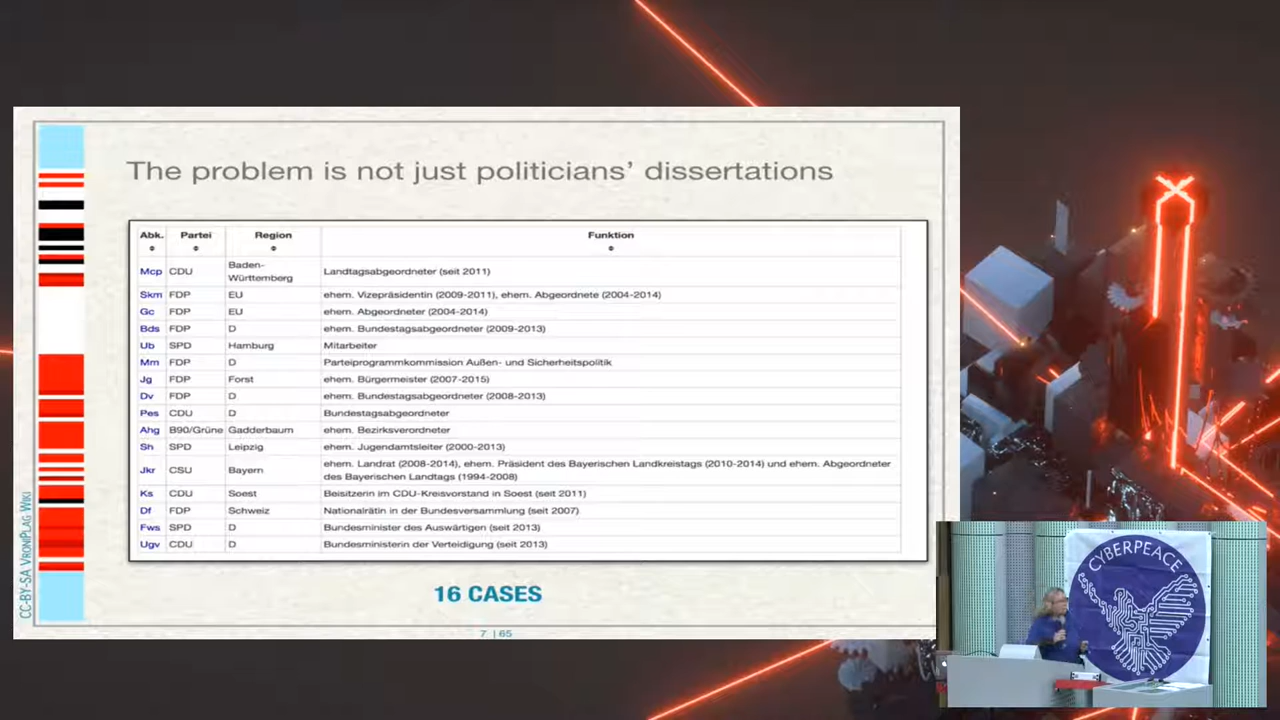 The problem is not just politicians' dissertations
Abk. Partei Region Funktion
Mcp CDU Baden-Württemberg Landtagsabgeordneter (seit 2011)
Skm FDP EU ehem. Vizepräsidentin (2009-2011), ehem. Abgeordnete (2004-2014)
Gc FDP EU ehem. Abgeordneter (2004-2014)
Bds FDP D ehem. Bundestagsabgeordneter (2009-2013)
Ub SPD Hamburg Mitarbeiter
Mm FDP D Parteiprogrammkommission Außen- und Sicherheitspolitik
Jg FDP Forst ehem. Bürgermeister (2007-2015)
Dv FDP D ehem. Bundestagsabgeordneter (2008-2013)
Pes CDU D Bundestagsabgeordneter
Ahg B90/Grüne Gadderbaum ehem. Bezirksverordneter
Sh SPD Leipzig ehem. Jugendamtsleiter (2000-2013)
Jkr CSU Bayern ehem. Landrat (2008-2014), ehem. Präsident des Bayerischen Landkreistags (2010-2014) und ehem. Abgeordneter
des Bayerischen Landtags (1994-2008)
Ks CDU Soest Beisitzerin im CDU-Kreisvorstand in Soest (seit 2011)
Df FDP Schweiz Nationalrätin in der Bundesversammlung (seit 2007)
Fws SPD D Bundesminister des Auswärtigen (seit 2013)
Ugv CDU D Bundesministerin der Verteidigung (seit 2013)
16 CASES
7 | 65
CC-BY-SA VRONIPLAG WIKI
CYBERPEACE